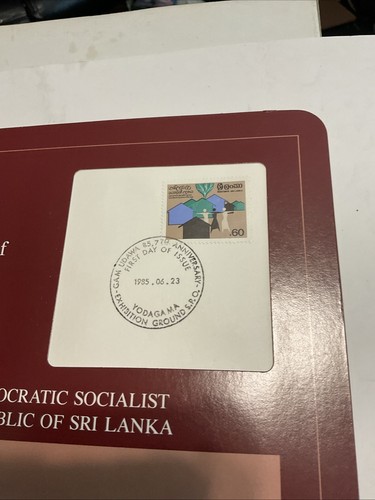 of
ශ්‍රී ලංකා
.60
GAM UDAWA 85, 7TH ANNIVERSARY
FIRST DAY OF ISSUE
1985.06.23
YODAGAMA
EXHIBITION GROUND S.P.O.
OCRATIC SOCIALIST
BLIC OF SRI LANKA